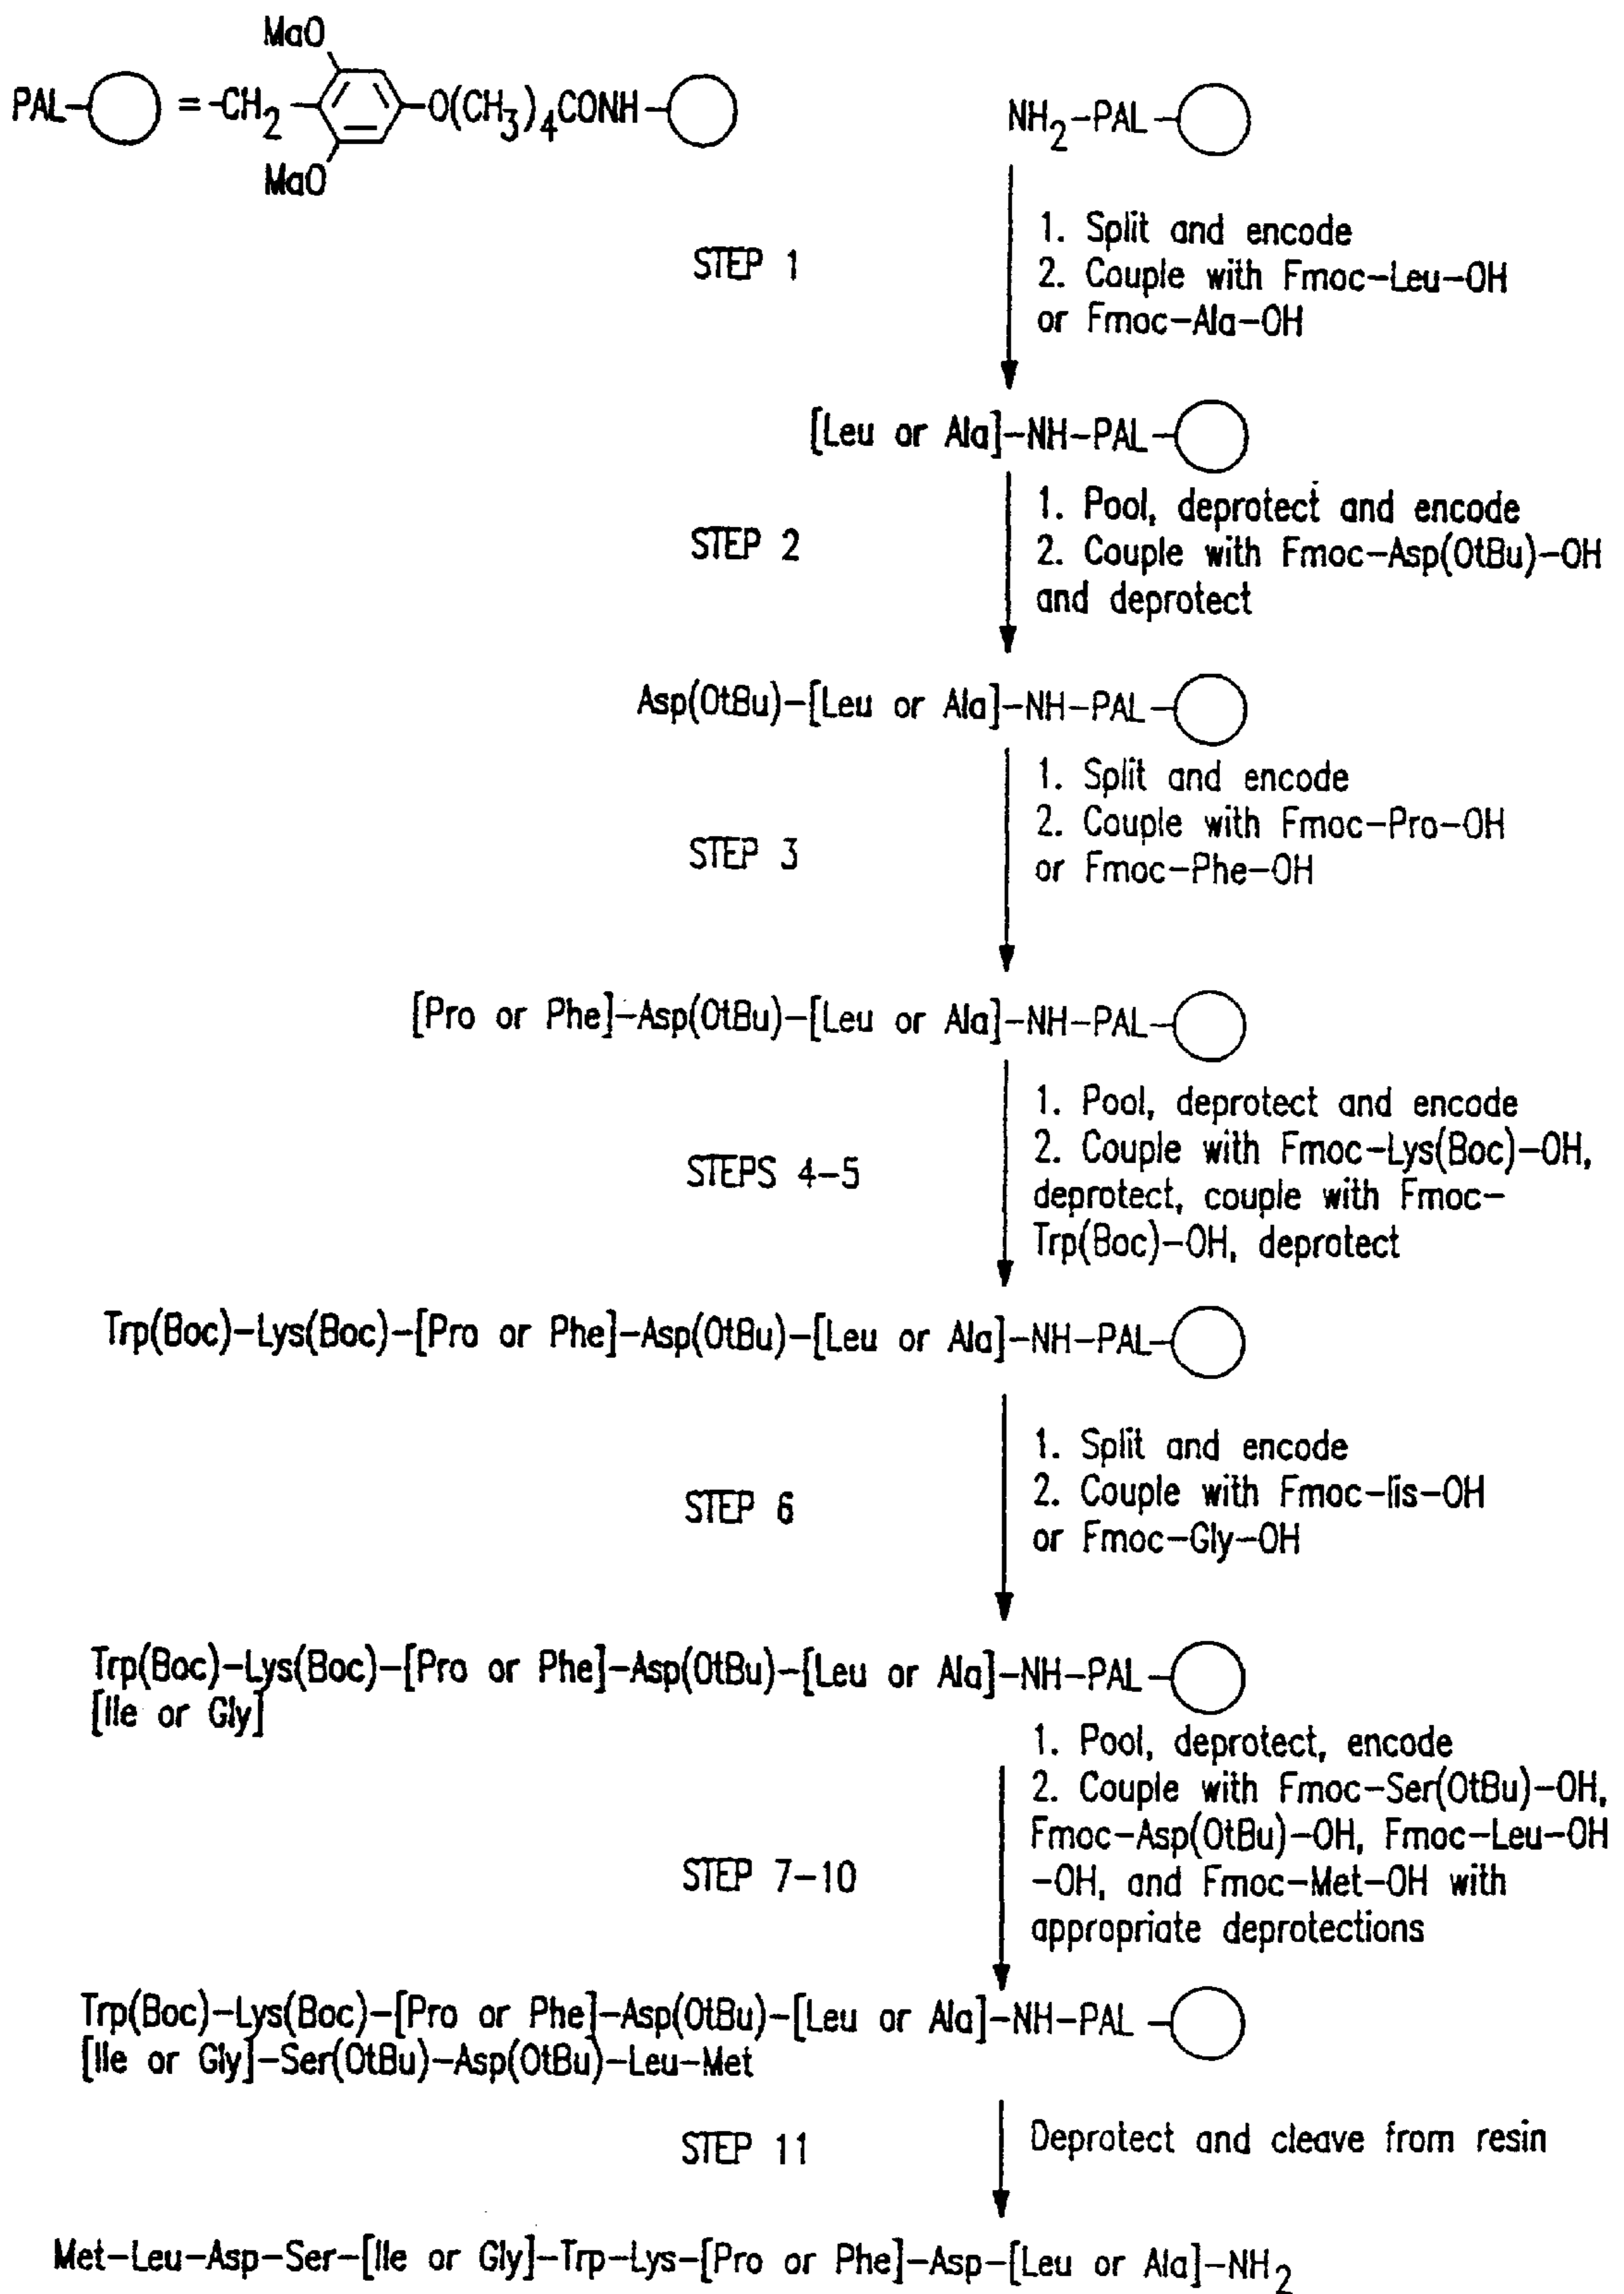 MaO
PAL- =-CH2- -O(CH3)4CONH-
MaO
NH2-PAL-
STEP 1
1. Split and encode
2. Couple with Fmoc-Leu-OH
or Fmoc-Ala-OH
[Leu or Ala]-NH-PAL-
STEP 2
1. Pool, deprotect and encode
2. Couple with Fmoc-Asp(OtBu)-OH
and deprotect
Asp(OtBu)-[Leu or Ala]-NH-PAL-
STEP 3
1. Split and encode
2. Couple with Fmoc-Pro-OH
or Fmoc-Phe-OH
[Pro or Phe]-Asp(OtBu)-[Leu or Ala]-NH-PAL-
STEPS 4-5
1. Pool, deprotect and encode
2. Couple with Fmoc-Lys(Boc)-OH,
deprotect, couple with Fmoc-
Trp(Boc)-OH, deprotect
Trp(Boc)-Lys(Boc)-[Pro or Phe]-Asp(OtBu)-[Leu or Ala]-NH-PAL-
STEP 6
1. Split and encode
2. Couple with Fmoc-Iis-OH
or Fmoc-Gly-OH
Trp(Boc)-Lys(Boc)-[Pro or Phe]-Asp(OtBu)-[Leu or Ala]-NH-PAL-
[Ile or Gly]
STEP 7-10
1. Pool, deprotect, encode
2. Couple with Fmoc-Ser(OtBu)-OH,
Fmoc-Asp(OtBu)-OH, Fmoc-Leu-OH
-OH, and Fmoc-Met-OH with
appropriate deprotections
Trp(Boc)-Lys(Boc)-[Pro or Phe]-Asp(OtBu)-[Leu or Ala]-NH-PAL-
[Ile or Gly]-Ser(OtBu)-Asp(OtBu)-Leu-Met
STEP 11
Deprotect and cleave from resin
Met-Leu-Asp-Ser-[Ile or Gly]-Trp-Lys-[Pro or Phe]-Asp-[Leu or Ala]-NH2